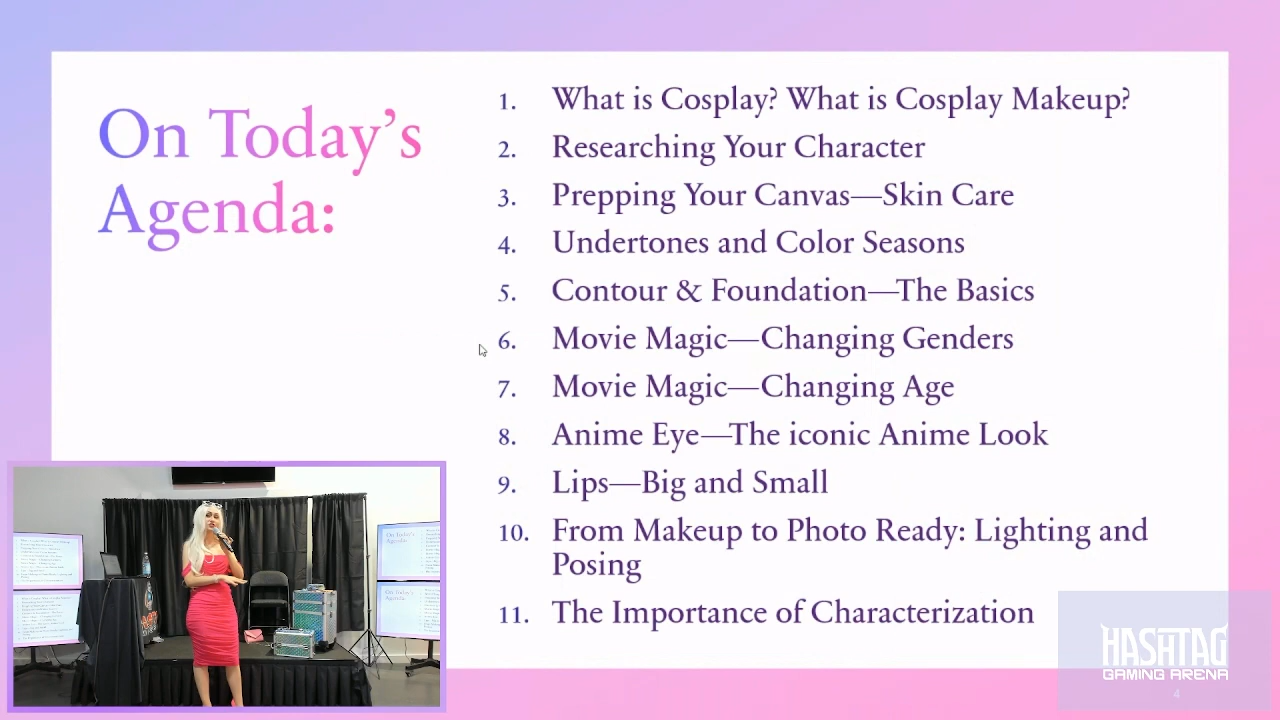 On Today's
Agenda:
1. What is Cosplay? What is Cosplay Makeup?
2. Researching Your Character
3. Prepping Your Canvas—Skin Care
4. Undertones and Color Seasons
5. Contour & Foundation—The Basics
6. Movie Magic—Changing Genders
7. Movie Magic—Changing Age
8. Anime Eye—The iconic Anime Look
9. Lips—Big and Small
10. From Makeup to Photo Ready: Lighting and
Posing
11. The Importance of Characterization
HASHTAG
GAMING ARENA
4